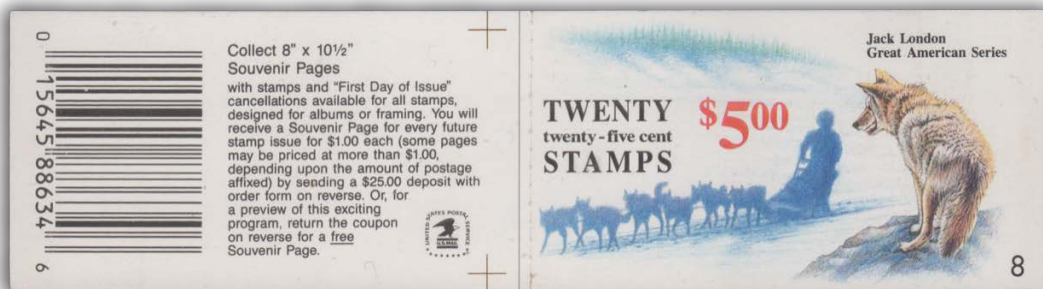 0 15645 88634 6
Collect 8" x 10½"
Souvenir Pages
with stamps and "First Day of Issue"
cancellations available for all stamps,
designed for albums or framing. You will
receive a Souvenir Page for every future
stamp issue for $1.00 each (some pages
may be priced at more than $1.00,
depending upon the amount of postage
affixed) by sending a $25.00 deposit with
order form on reverse. Or, for
a preview of this exciting
program, return the coupon
on reverse for a free
Souvenir Page.
UNITED STATES POSTAL SERVICE
U.S.MAIL
Jack London
Great American Series
TWENTY
twenty-five cent
STAMPS
$5.00
8